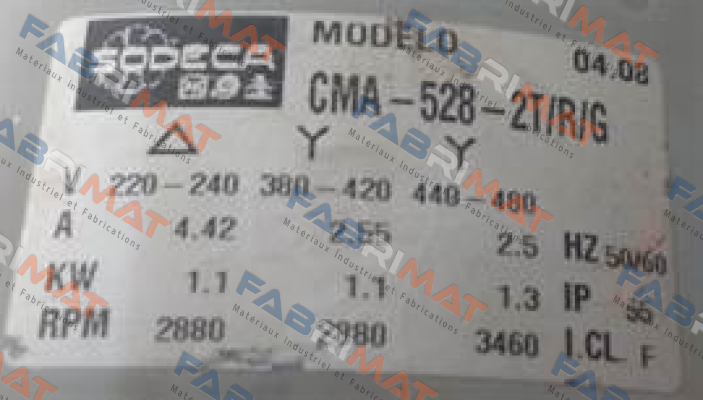 SODECA
MODELO
04.08
CMA-528-2T/R/G
V 220-240 380-420 440-480
A 4.42 2.55 2.5 HZ 50/60
KW 1.1 1.1 1.3 iP 55
RPM 2880 2880 3460 I.CL F
FABRIMAT
Materiaux Industriel et Fabrications